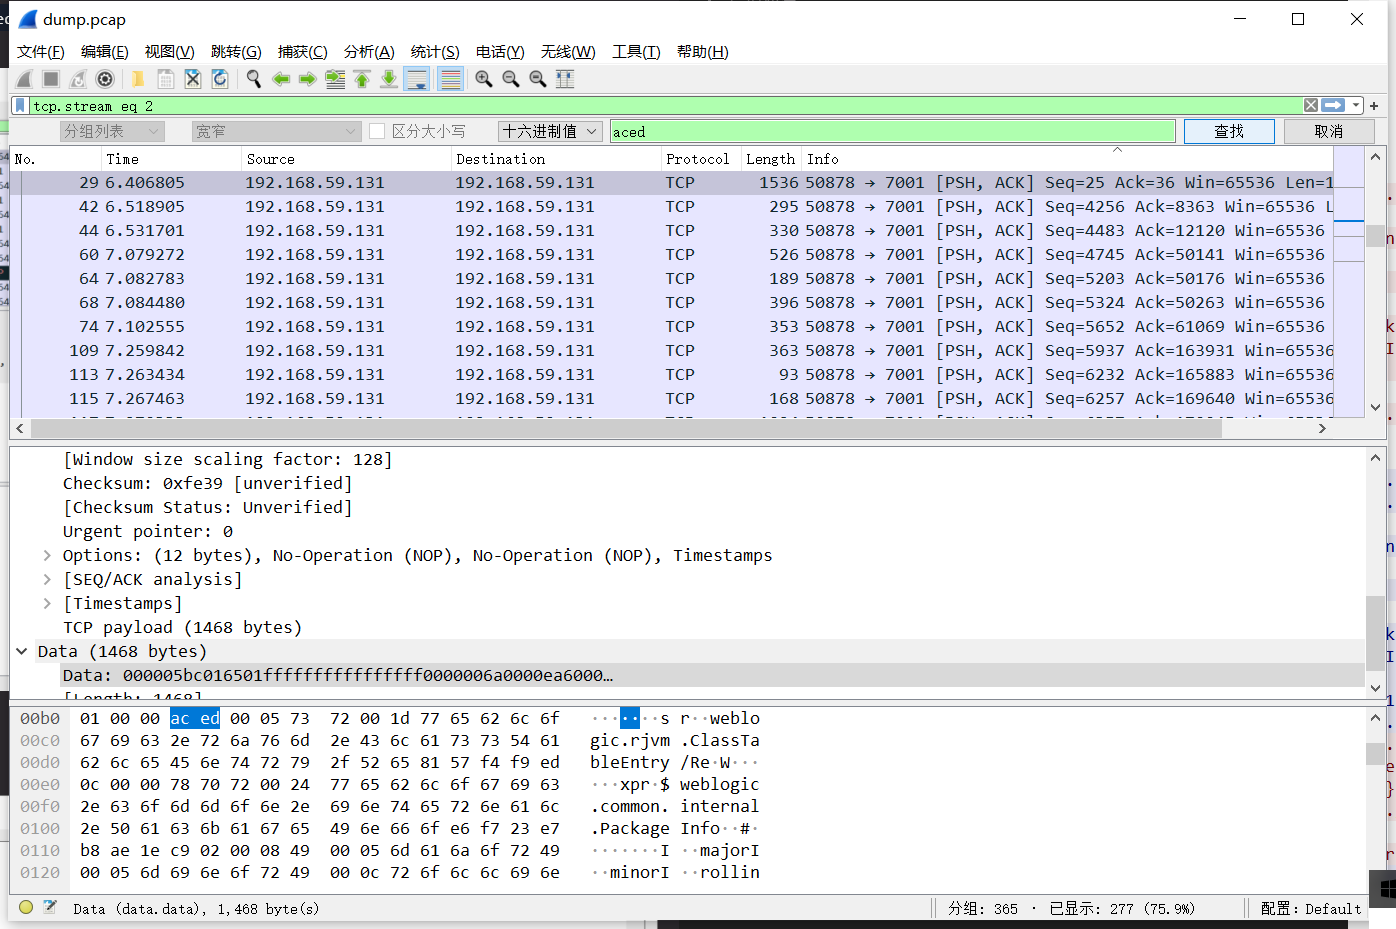 dump.pcap
文件(F) 编辑(E) 视图(V) 跳转(G) 捕获(C) 分析(A) 统计(S) 电话(Y) 无线(W) 工具(T) 帮助(H)
tcp.stream eq 2
分组列表 宽窄 区分大小写 十六进制值 aced 查找 取消
No. Time Source Destination Protocol Length Info
29 6.406805 192.168.59.131 192.168.59.131 TCP 1536 50878 → 7001 [PSH, ACK] Seq=25 Ack=36 Win=65536 Len=1
42 6.518905 192.168.59.131 192.168.59.131 TCP 295 50878 → 7001 [PSH, ACK] Seq=4256 Ack=8363 Win=65536 L
44 6.531701 192.168.59.131 192.168.59.131 TCP 330 50878 → 7001 [PSH, ACK] Seq=4483 Ack=12120 Win=65536
60 7.079272 192.168.59.131 192.168.59.131 TCP 526 50878 → 7001 [PSH, ACK] Seq=4745 Ack=50141 Win=65536
64 7.082783 192.168.59.131 192.168.59.131 TCP 189 50878 → 7001 [PSH, ACK] Seq=5203 Ack=50176 Win=65536
68 7.084480 192.168.59.131 192.168.59.131 TCP 396 50878 → 7001 [PSH, ACK] Seq=5324 Ack=50263 Win=65536
74 7.102555 192.168.59.131 192.168.59.131 TCP 353 50878 → 7001 [PSH, ACK] Seq=5652 Ack=61069 Win=65536
109 7.259842 192.168.59.131 192.168.59.131 TCP 363 50878 → 7001 [PSH, ACK] Seq=5937 Ack=163931 Win=65536
113 7.263434 192.168.59.131 192.168.59.131 TCP 93 50878 → 7001 [PSH, ACK] Seq=6232 Ack=165883 Win=65536
115 7.267463 192.168.59.131 192.168.59.131 TCP 168 50878 → 7001 [PSH, ACK] Seq=6257 Ack=169640 Win=65536
[Window size scaling factor: 128]
Checksum: 0xfe39 [unverified]
[Checksum Status: Unverified]
Urgent pointer: 0
Options: (12 bytes), No-Operation (NOP), No-Operation (NOP), Timestamps
[SEQ/ACK analysis]
[Timestamps]
TCP payload (1468 bytes)
Data (1468 bytes)
Data: 000005bc016501ffffffffffffffff0000006a0000ea6000…
[Length: 1468]
00b0 01 00 00 ac ed 00 05 73 72 00 1d 77 65 62 6c 6f ·······s r··weblo
00c0 67 69 63 2e 72 6a 76 6d 2e 43 6c 61 73 73 54 61 gic.rjvm .ClassTa
00d0 62 6c 65 45 6e 74 72 79 2f 52 65 81 57 f4 f9 ed bleEntry /Re·W···
00e0 0c 00 00 78 70 72 00 24 77 65 62 6c 6f 67 69 63 ···xpr·$ weblogic
00f0 2e 63 6f 6d 6d 6f 6e 2e 69 6e 74 65 72 6e 61 6c .common. internal
0100 2e 50 61 63 6b 61 67 65 49 6e 66 6f e6 f7 23 e7 .Package Info··#·
0110 b8 ae 1e c9 02 00 08 49 00 05 6d 61 6a 6f 72 49 ·······I ··majorI
0120 00 05 6d 69 6e 6f 72 49 00 0c 72 6f 6c 6c 69 6e ··minorI ··rollin
Data (data.data), 1,468 byte(s) 分组: 365 · 已显示: 277 (75.9%) 配置: Default